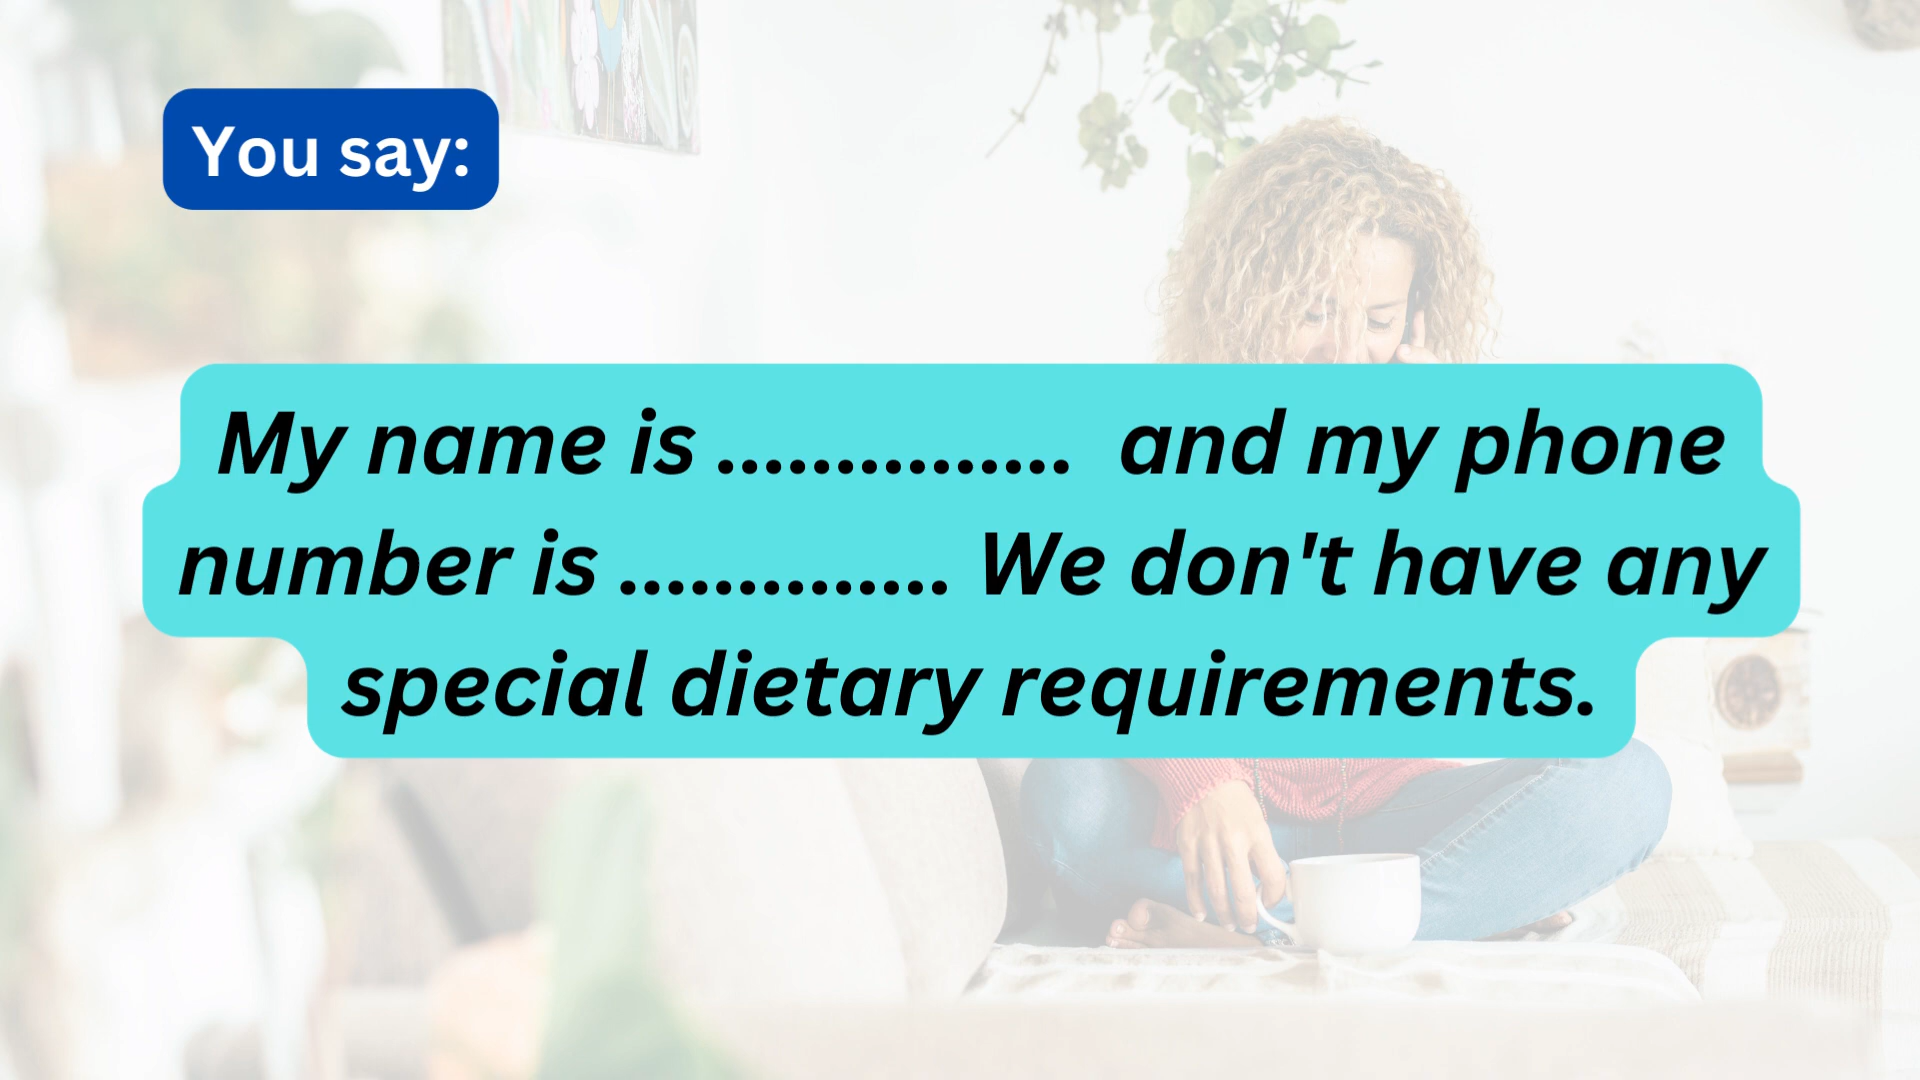 You say:
My name is ............... and my phone
number is .............. We don't have any
special dietary requirements.